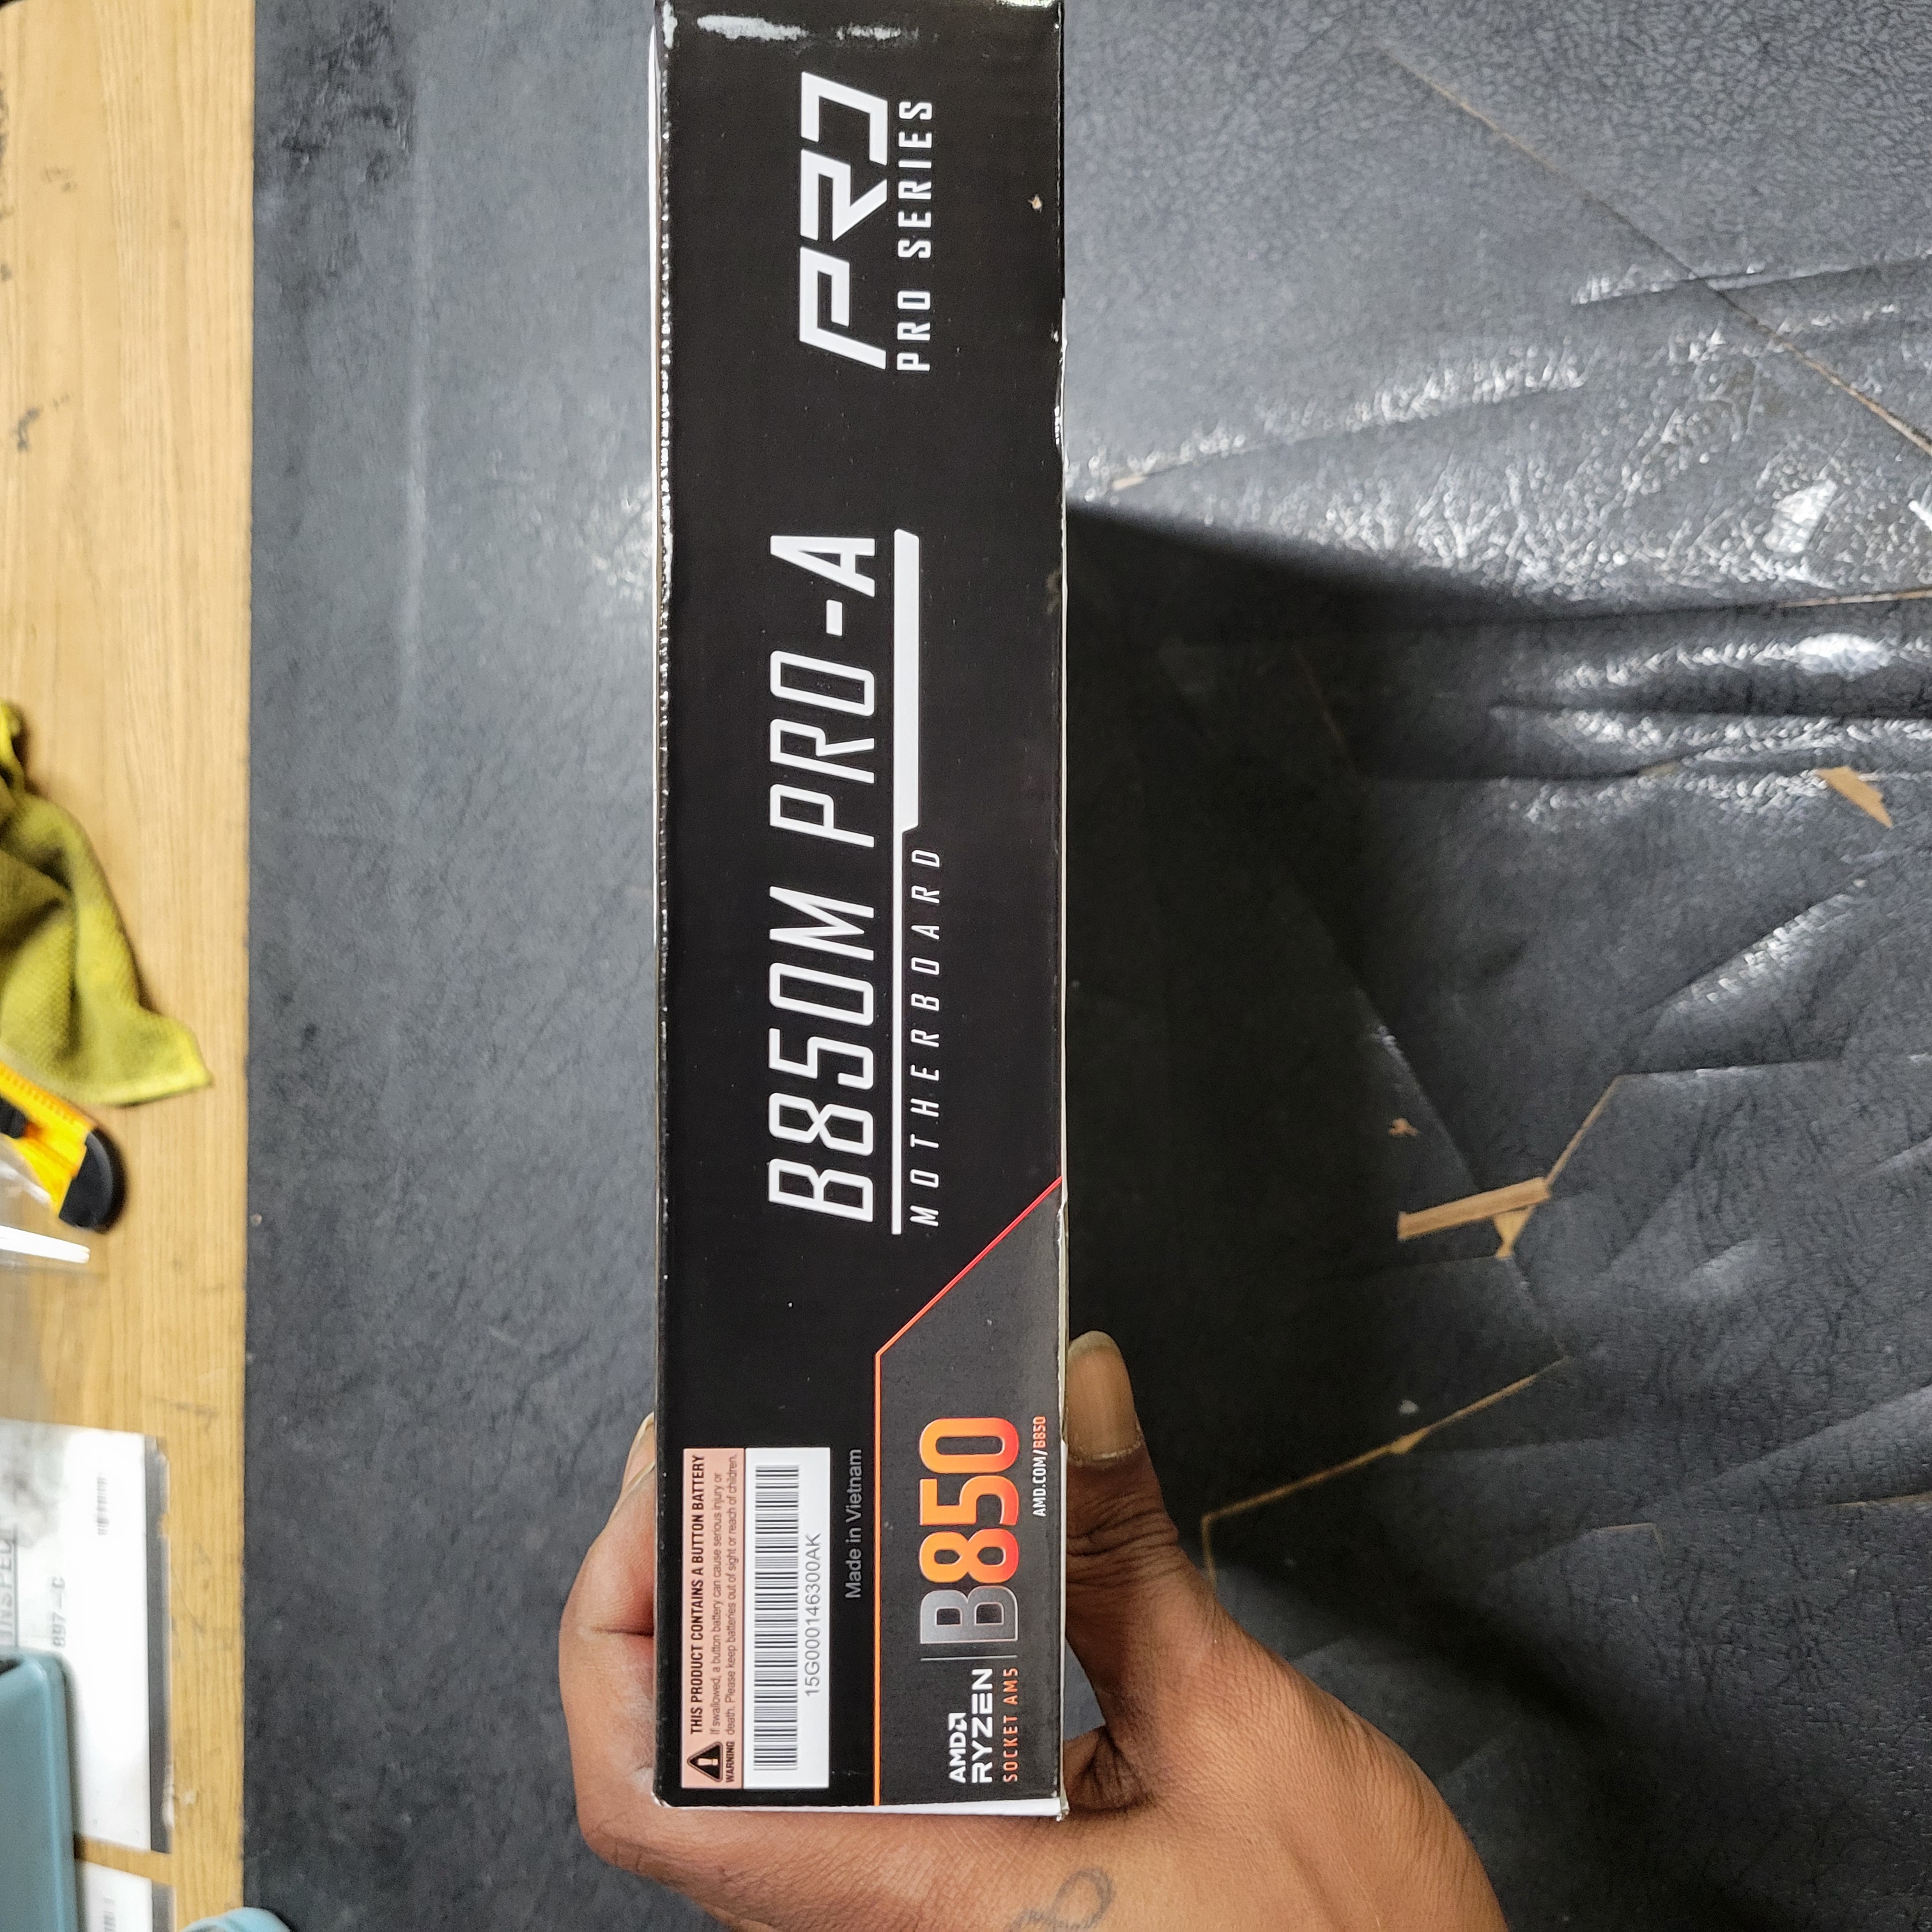 PRO
PRO SERIES
B850M PRO-A
MOTHERBOARD
THIS PRODUCT CONTAINS A BUTTON BATTERY
If swallowed, a button battery can cause serious injury or
death. Please keep batteries out of sight or reach of children.
WARNING
15G000146300AK
Made in Vietnam
AMD
RYZEN
SOCKET AM5
B850
AMD.COM/B850